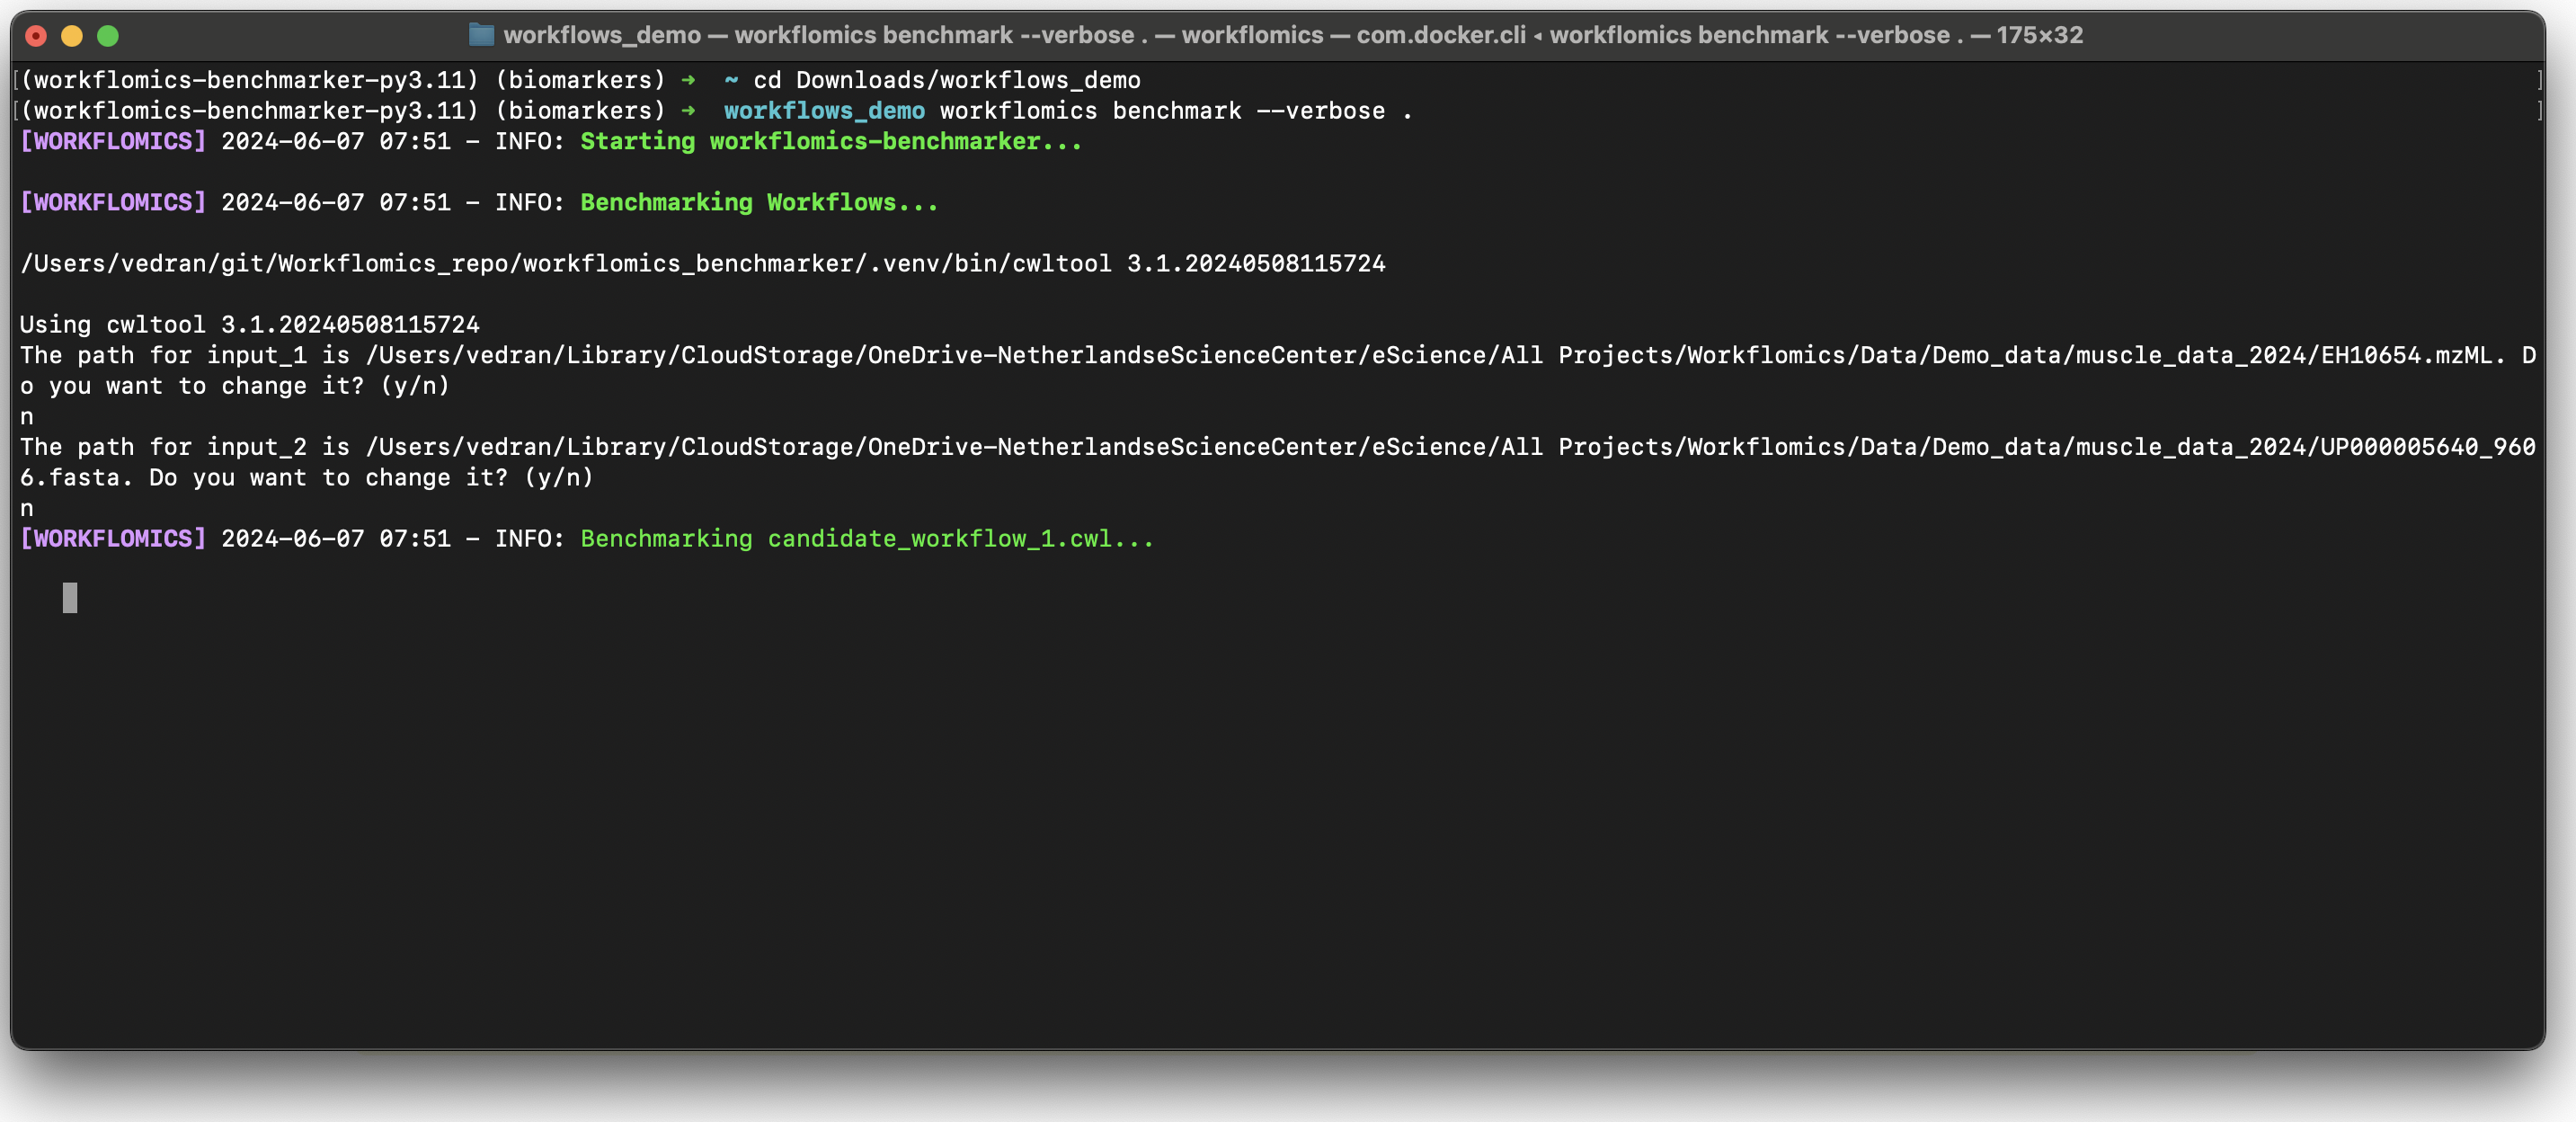 workflows_demo — workflomics benchmark --verbose . — workflomics — com.docker.cli ◂ workflomics benchmark --verbose . — 175×32
[(workflomics-benchmarker-py3.11) (biomarkers) ➜  ~ cd Downloads/workflows_demo ]
[(workflomics-benchmarker-py3.11) (biomarkers) ➜  workflows_demo workflomics benchmark --verbose . ]
[WORKFLOMICS] 2024-06-07 07:51 - INFO: Starting workflomics-benchmarker...
[WORKFLOMICS] 2024-06-07 07:51 - INFO: Benchmarking Workflows...
/Users/vedran/git/Workflomics_repo/workflomics_benchmarker/.venv/bin/cwltool 3.1.20240508115724
Using cwltool 3.1.20240508115724
The path for input_1 is /Users/vedran/Library/CloudStorage/OneDrive-NetherlandseScienceCenter/eScience/All Projects/Workflomics/Data/Demo_data/muscle_data_2024/EH10654.mzML. D
o you want to change it? (y/n)
n
The path for input_2 is /Users/vedran/Library/CloudStorage/OneDrive-NetherlandseScienceCenter/eScience/All Projects/Workflomics/Data/Demo_data/muscle_data_2024/UP000005640_960
6.fasta. Do you want to change it? (y/n)
n
[WORKFLOMICS] 2024-06-07 07:51 - INFO: Benchmarking candidate_workflow_1.cwl...